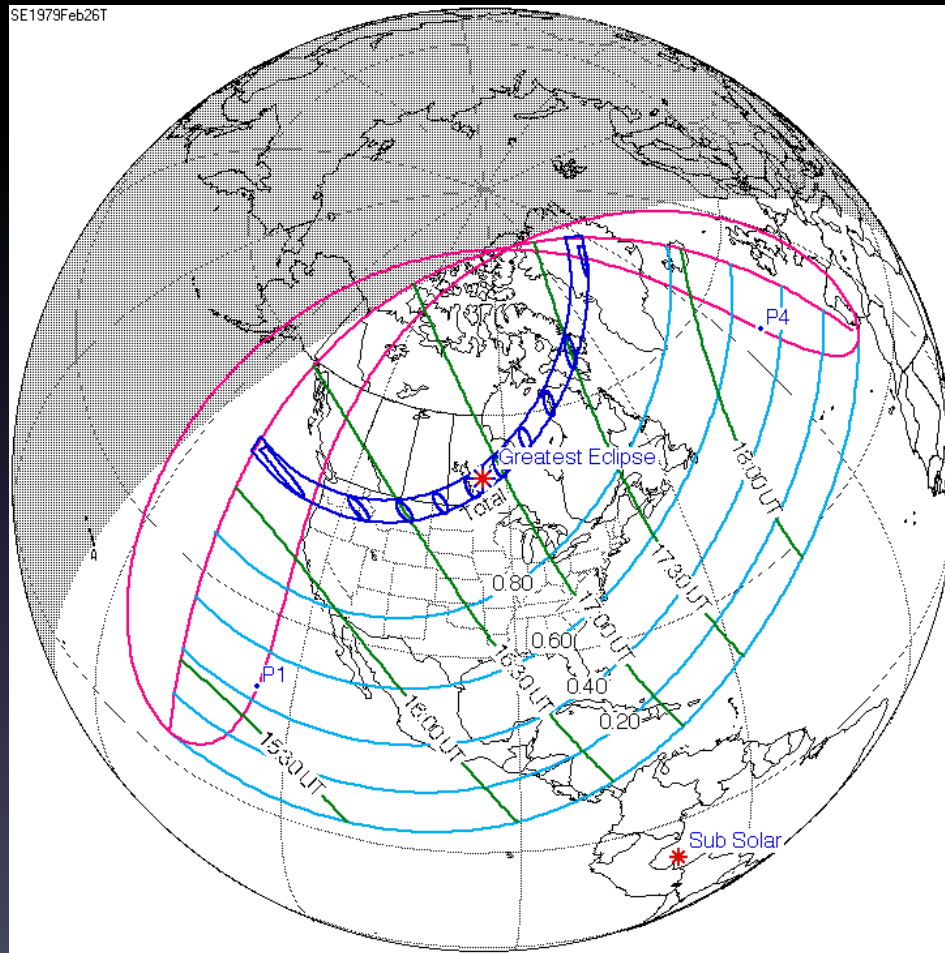 SE1979Feb26T
P4
Greatest Eclipse
Total
18:00 UT
17:30 UT
0.80
17:00 UT
0.60
16:30 UT
P1
0.40
0.20
16:00 UT
15:30 UT
Sub Solar